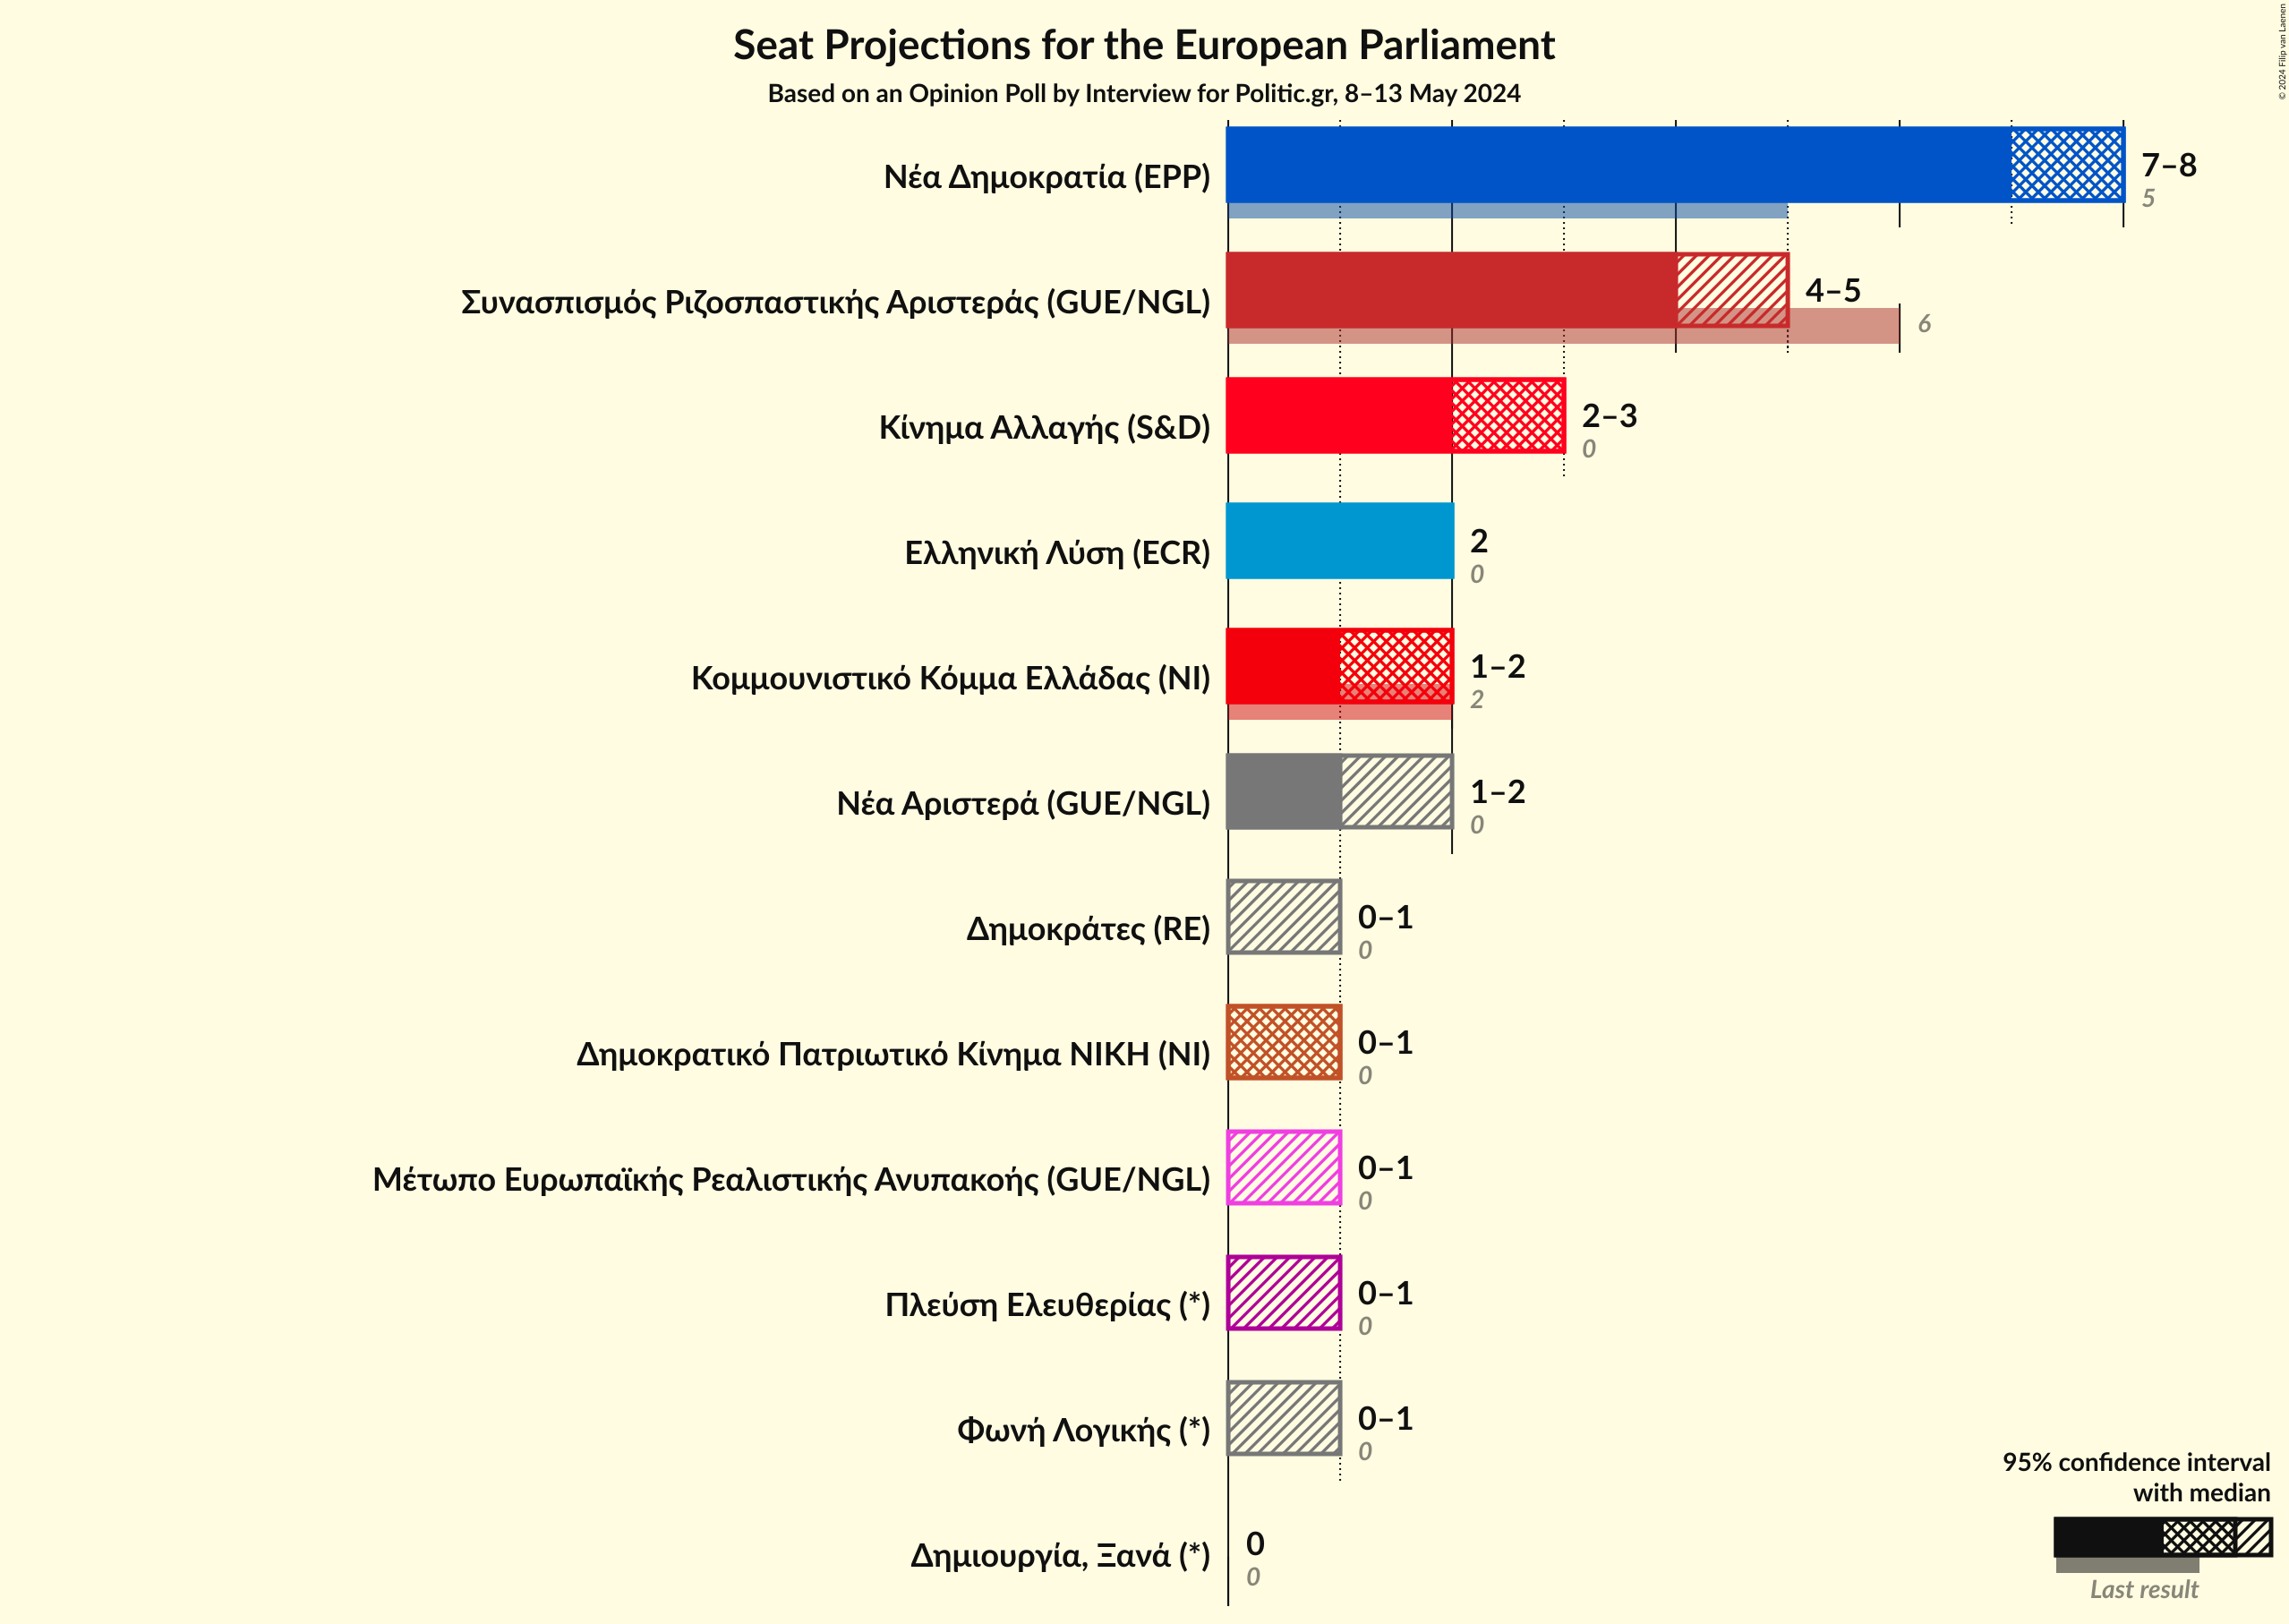 © 2024 Filip van Laenen
Seat Projections for the European Parliament
Based on an Opinion Poll by Interview for Politic.gr, 8–13 May 2024
Νέα Δημοκρατία (EPP)
7–8
5
Συνασπισμός Ριζοσπαστικής Αριστεράς (GUE/NGL)
4–5
6
Κίνημα Αλλαγής (S&D)
2–3
0
Ελληνική Λύση (ECR)
2
0
Κομμουνιστικό Κόμμα Ελλάδας (NI)
1–2
2
Νέα Αριστερά (GUE/NGL)
1–2
0
Δημοκράτες (RE)
0–1
0
Δημοκρατικό Πατριωτικό Κίνημα ΝΙΚΗ (NI)
0–1
0
Μέτωπο Ευρωπαϊκής Ρεαλιστικής Ανυπακοής (GUE/NGL)
0–1
0
Πλεύση Ελευθερίας (*)
0–1
0
Φωνή Λογικής (*)
0–1
0
Δημιουργία, Ξανά (*)
0
0
95% confidence interval
with median
Last result